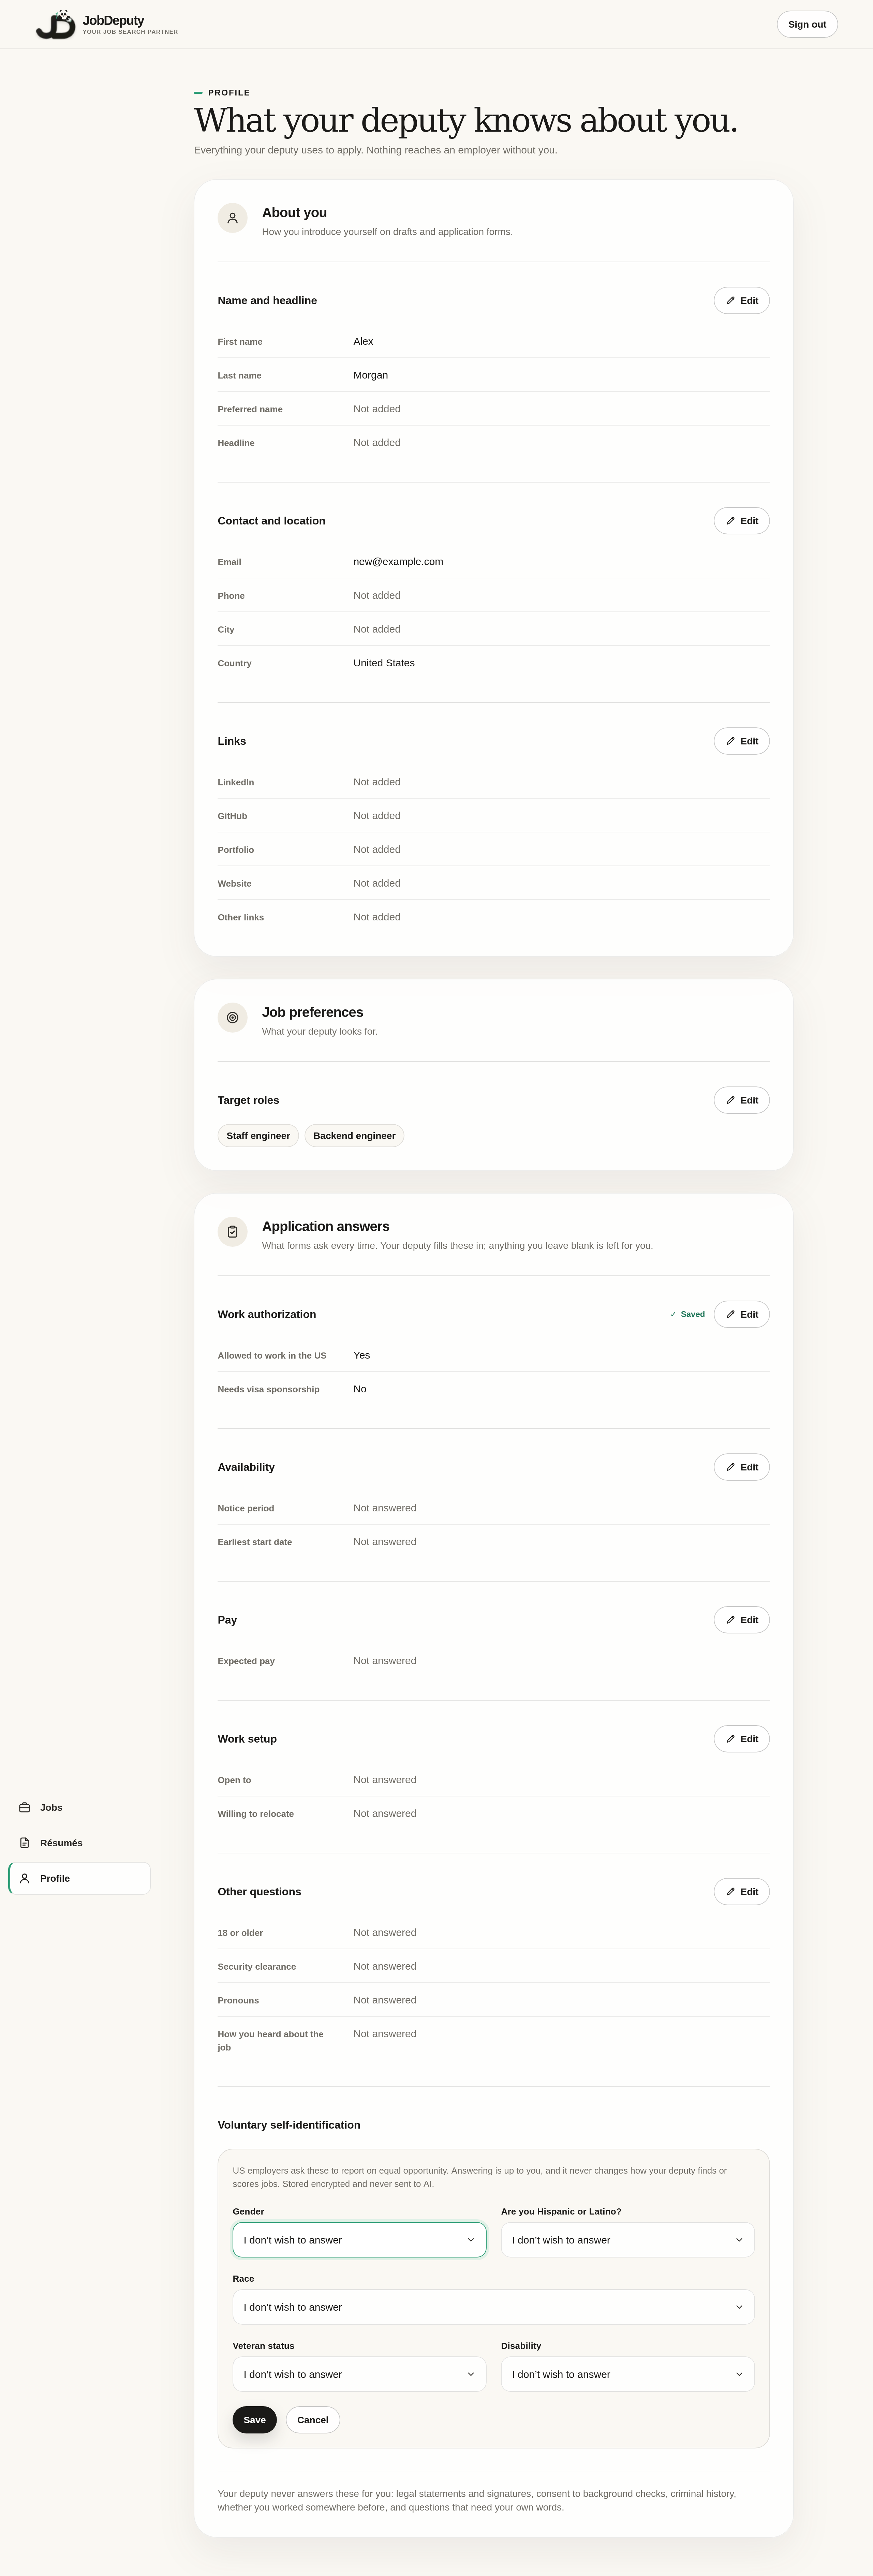 JobDeputy
YOUR JOB SEARCH PARTNER
Sign out
PROFILE
What your deputy knows about you.
Everything your deputy uses to apply. Nothing reaches an employer without you.
About you
How you introduce yourself on drafts and application forms.
Name and headline
Edit
First name
Alex
Last name
Morgan
Preferred name
Not added
Headline
Not added
Contact and location
Edit
Email
new@example.com
Phone
Not added
City
Not added
Country
United States
Links
Edit
LinkedIn
Not added
GitHub
Not added
Portfolio
Not added
Website
Not added
Other links
Not added
Job preferences
What your deputy looks for.
Target roles
Edit
Staff engineer
Backend engineer
Application answers
What forms ask every time. Your deputy fills these in; anything you leave blank is left for you.
Work authorization
✓ Saved
Edit
Allowed to work in the US
Yes
Needs visa sponsorship
No
Availability
Edit
Notice period
Not answered
Earliest start date
Not answered
Pay
Edit
Expected pay
Not answered
Work setup
Edit
Open to
Not answered
Willing to relocate
Not answered
Jobs
Résumés
Profile
Other questions
Edit
18 or older
Not answered
Security clearance
Not answered
Pronouns
Not answered
How you heard about the
job
Not answered
Voluntary self-identification
US employers ask these to report on equal opportunity. Answering is up to you, and it never changes how your deputy finds or
scores jobs. Stored encrypted and never sent to AI.
Gender
I don’t wish to answer
Are you Hispanic or Latino?
I don’t wish to answer
Race
I don’t wish to answer
Veteran status
I don’t wish to answer
Disability
I don’t wish to answer
Save
Cancel
Your deputy never answers these for you: legal statements and signatures, consent to background checks, criminal history,
whether you worked somewhere before, and questions that need your own words.